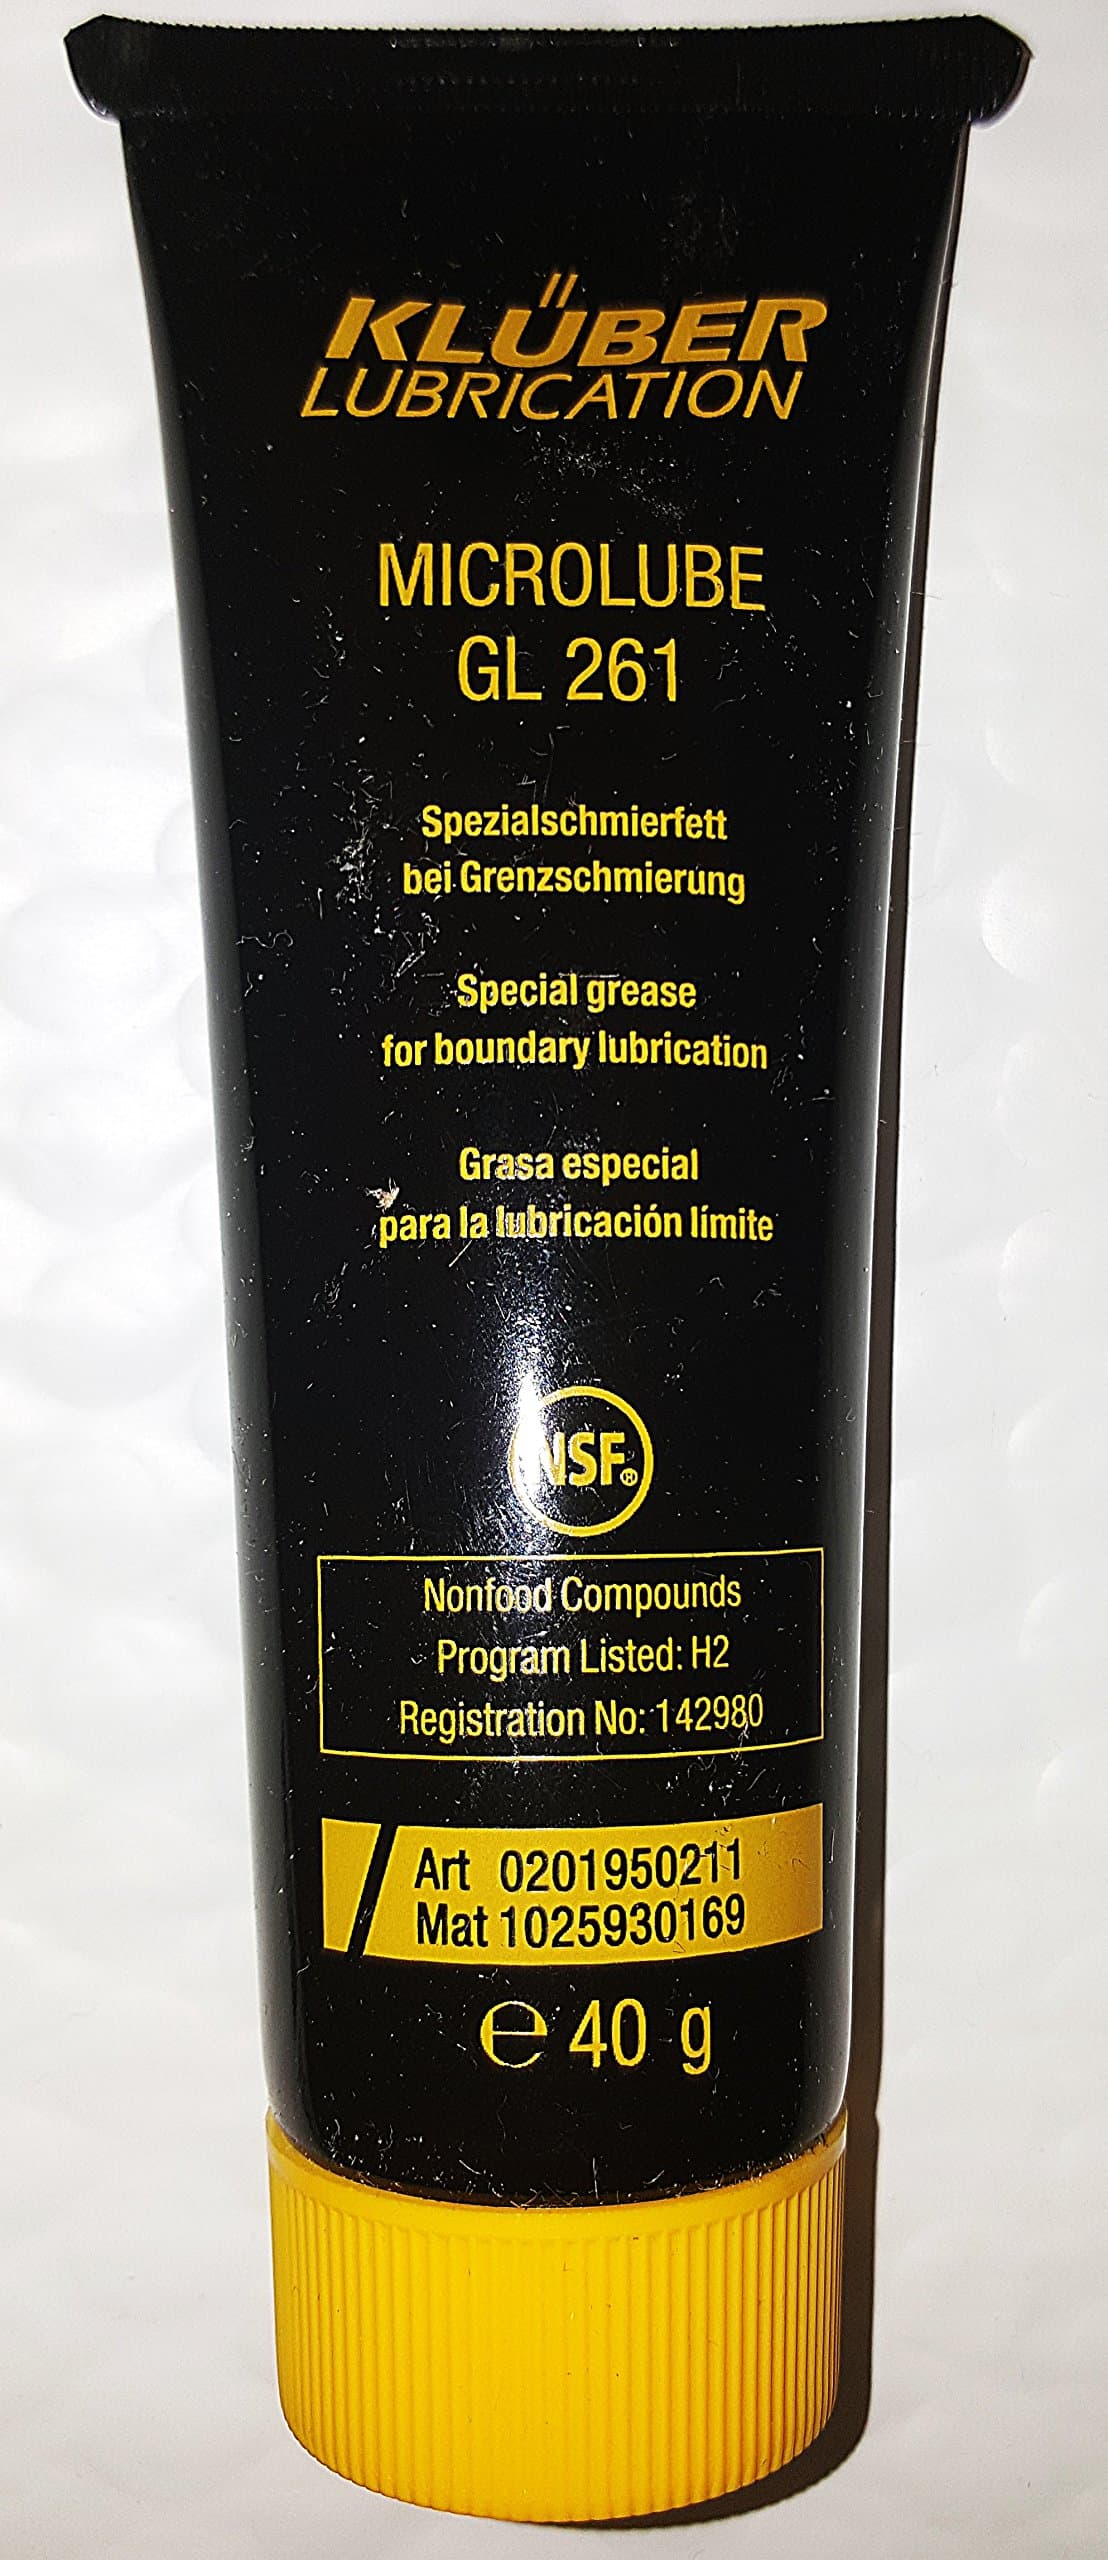 KLÜBER
LUBRICATION
MICROLUBE
GL 261
Spezialschmierfett
bei Grenzschmierung
Special grease
for boundary lubrication
Grasa especial
para la lubricación límite
NSF®
Nonfood Compounds
Program Listed: H2
Registration No: 142980
Art 0201950211
Mat 1025930169
℮ 40 g